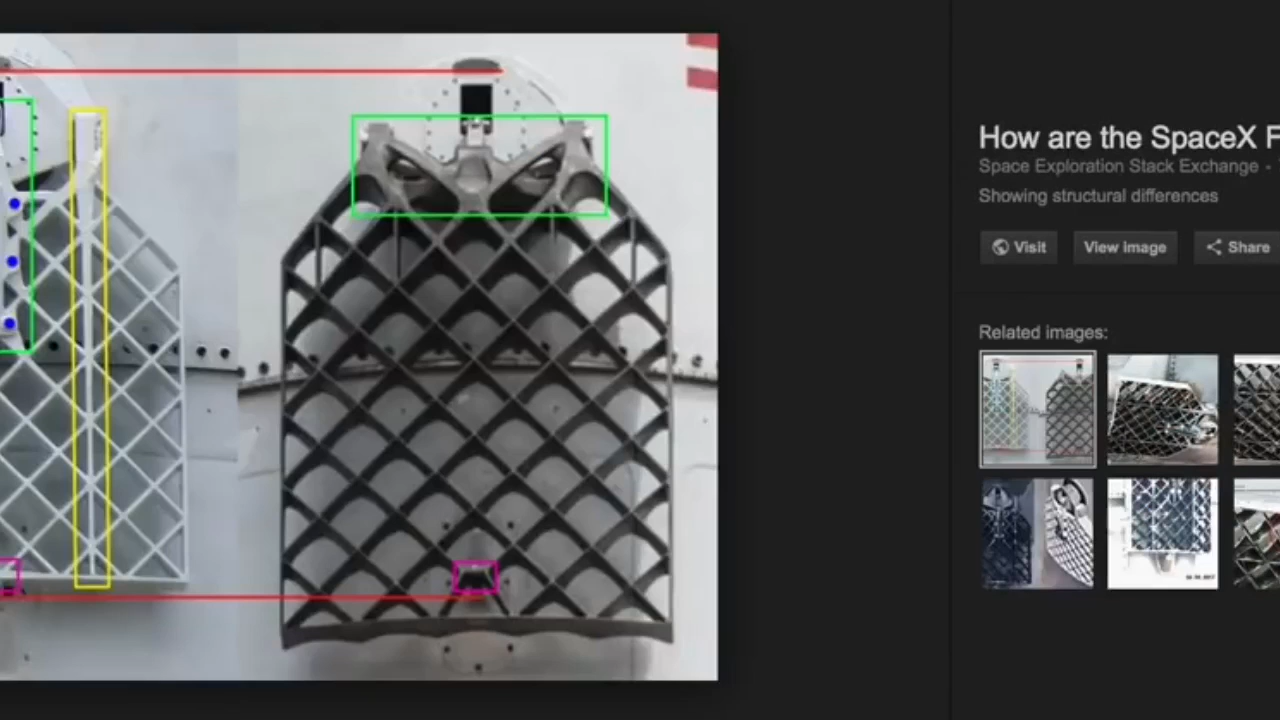 How are the SpaceX F
Space Exploration Stack Exchange -
Showing structural differences
Visit
View image
Share
Related images: